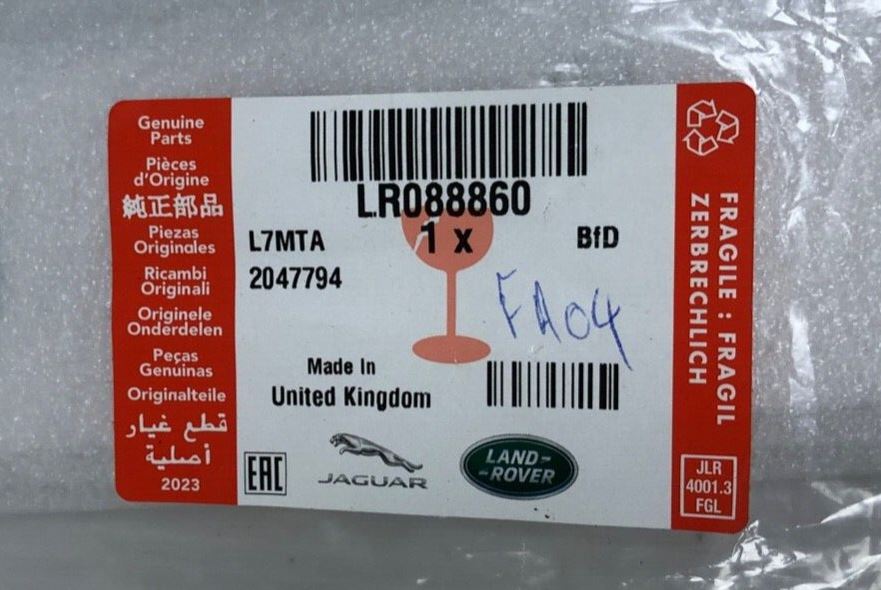 Genuine
Parts
Pièces
d'Origine
純正部品
Piezas
Originales
Ricambi
Originali
Originele
Onderdelen
Peças
Genuinas
Originalteile
قطع غيار
أصلية
2023
LR088860
L7MTA
1 x
BfD
2047794
FA04
Made In
United Kingdom
EAC
JAGUAR
LAND-
-ROVER
FRAGILE : FRAGIL
ZERBRECHLICH
JLR
4001.3
FGL